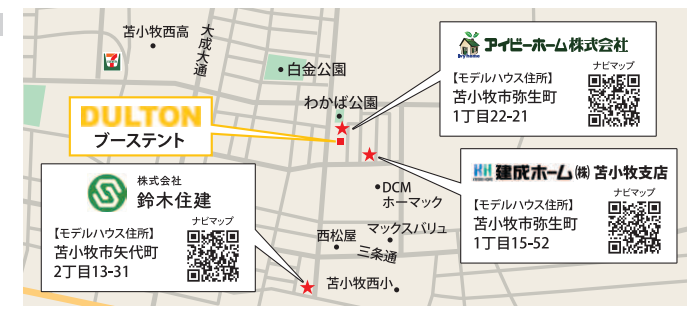 苫小牧西高
大成大通
白金公園
わかば公園
DULTON
ブーステント
アイビーホーム株式会社
ivy home
ナビマップ
【モデルハウス住所】
苫小牧市弥生町
1丁目22-21
建成ホーム㈱ 苫小牧支店
ナビマップ
【モデルハウス住所】
苫小牧市弥生町
1丁目15-52
株式会社
鈴木住建
ナビマップ
【モデルハウス住所】
苫小牧市矢代町
2丁目13-31
DCM
ホーマック
マックスバリュ
西松屋
三条通
苫小牧西小